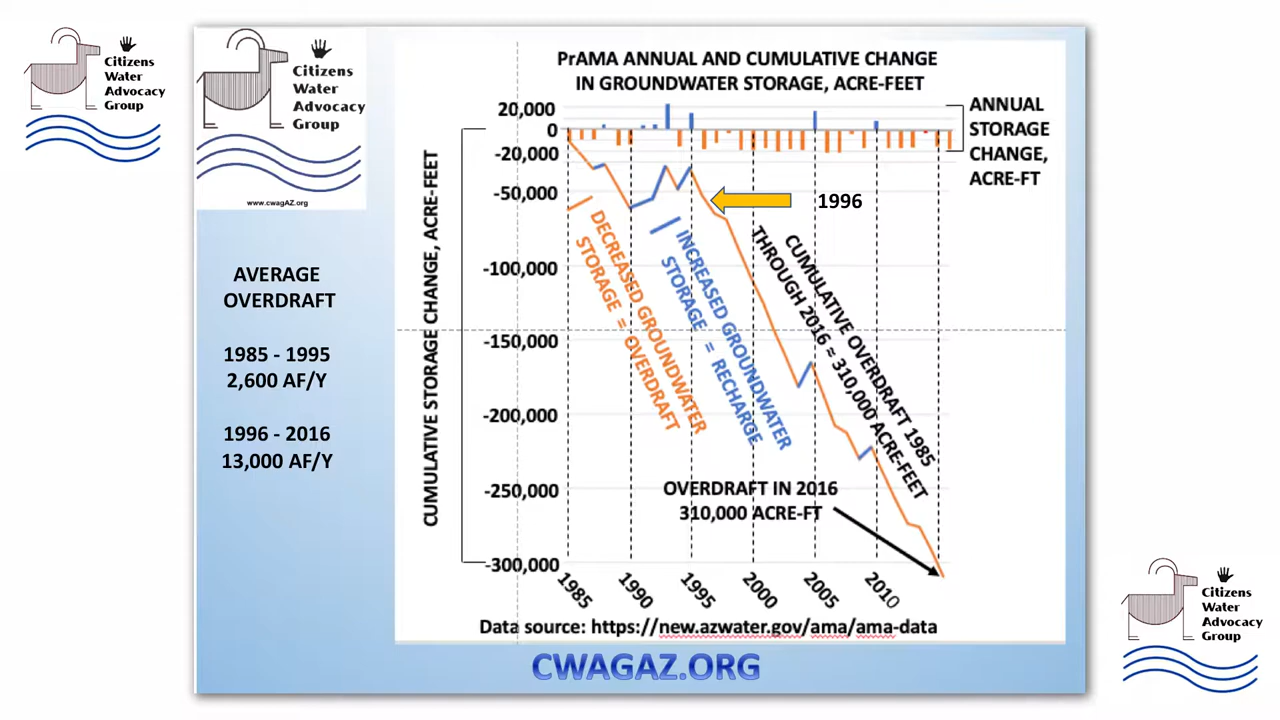 Citizens
Water
Advocacy
Group
Citizens
Water
Advocacy
Group
www.cwagAZ.org
AVERAGE
OVERDRAFT
1985 - 1995
2,600 AF/Y
1996 - 2016
13,000 AF/Y
PrAMA ANNUAL AND CUMULATIVE CHANGE
IN GROUNDWATER STORAGE, ACRE-FEET
20,000
0
-20,000
-50,000
-100,000
-150,000
-200,000
-250,000
-300,000
CUMULATIVE STORAGE CHANGE, ACRE-FEET
ANNUAL
STORAGE
CHANGE,
ACRE-FT
1996
DECREASED GROUNDWATER
STORAGE = OVERDRAFT
INCREASED GROUNDWATER
STORAGE = RECHARGE
CUMULATIVE OVERDRAFT 1985
THROUGH 2016 ≈ 310,000 ACRE-FEET
OVERDRAFT IN 2016
310,000 ACRE-FT
1985
1990
1995
2000
2005
2010
Data source: https://new.azwater.gov/ama/ama-data
CWAGAZ.ORG
Citizens
Water
Advocacy
Group